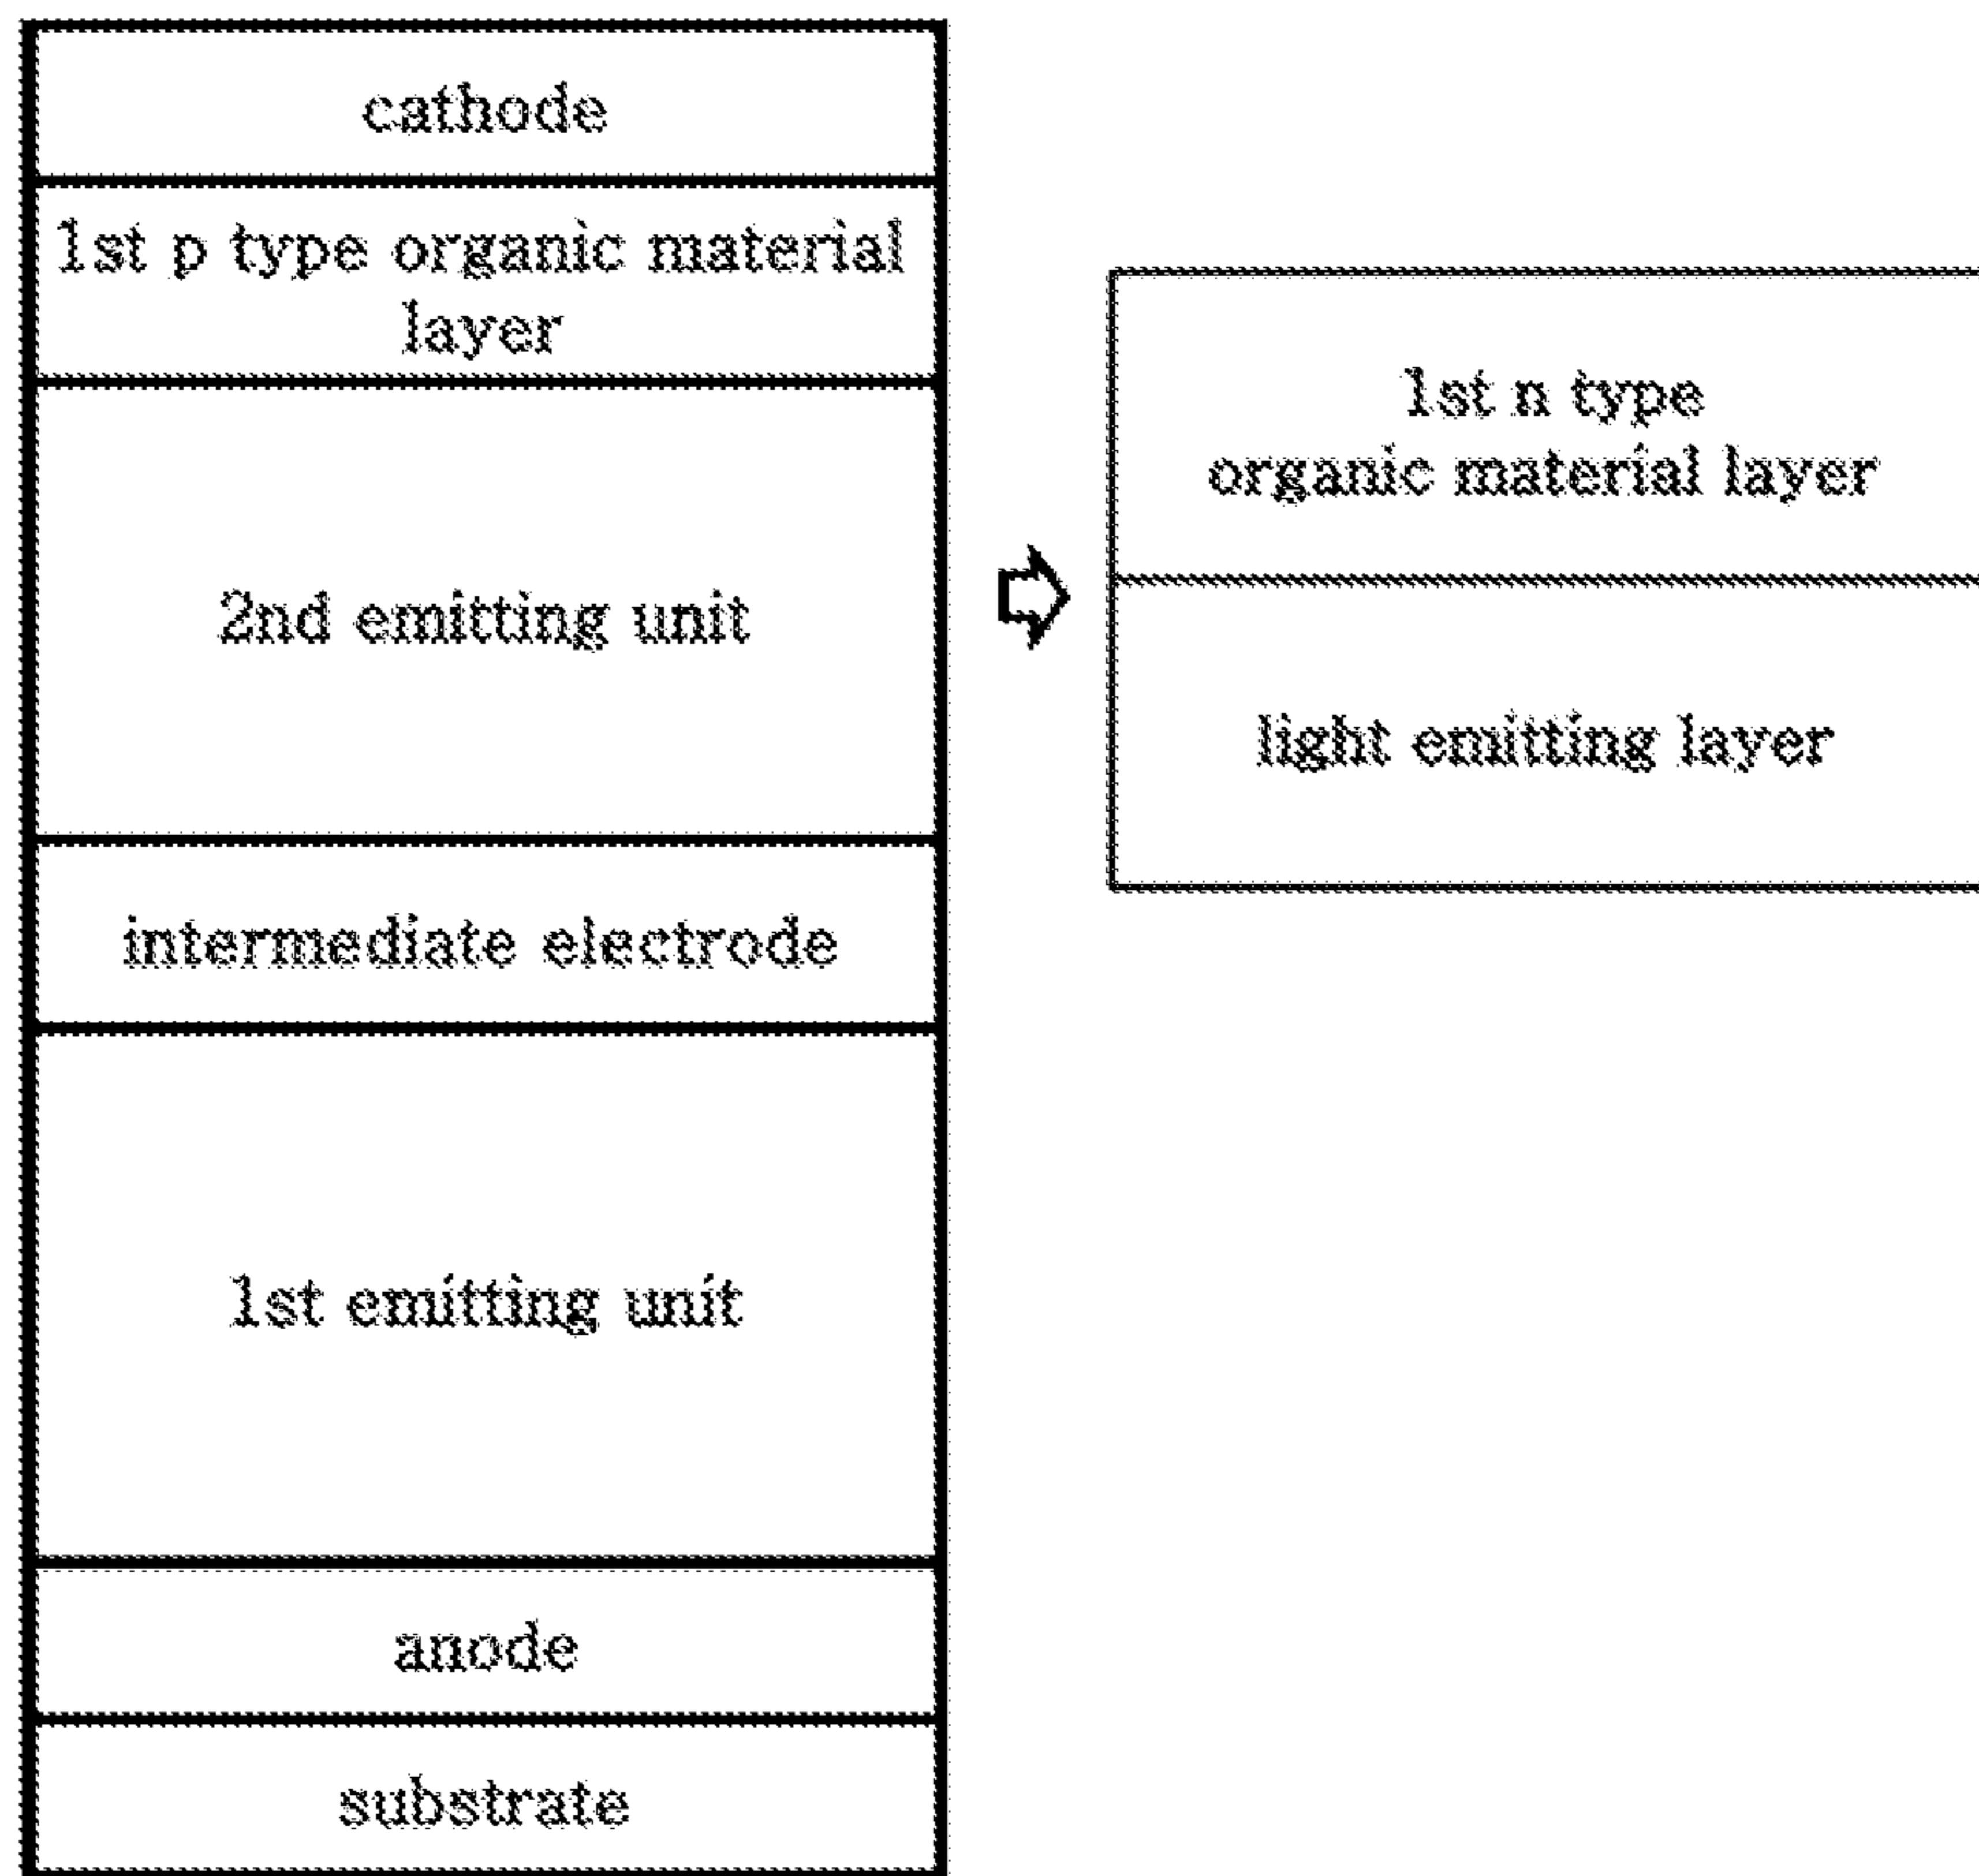 cathode
1st p type organic material
layer
2nd emitting unit
intermediate electrode
1st emitting unit
anode
substrate
1st n type
organic material layer
light emitting layer